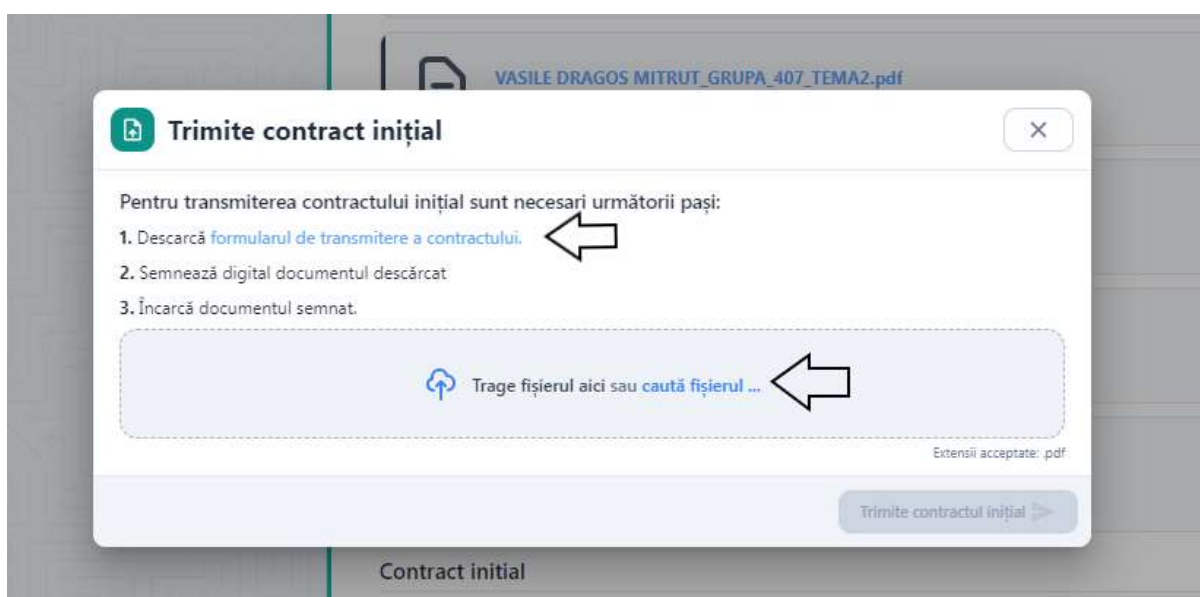 VASILE DRAGOS MITRUT_GRUPA_407_TEMA2.pdf
Trimite contract inițial
Pentru transmiterea contractului inițial sunt necesari următorii pași:
1. Descarcă formularul de transmitere a contractului.
2. Semnează digital documentul descărcat
3. Încarcă documentul semnat.
Trage fișierul aici sau caută fișierul ...
Extensii acceptate: .pdf
Trimite contractul inițial
Contract initial